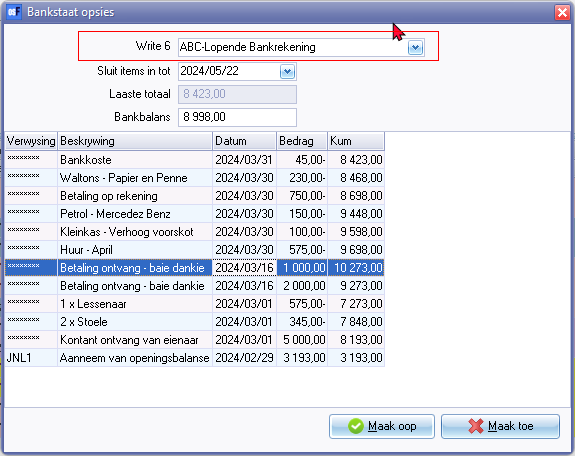 Bankstaat opsies
Write 6 ABC-Lopende Bankrekening
Sluit items in tot 2024/05/22
Laaste totaal 8 423,00
Bankbalans 8 998,00
Verwysing Beskrywing Datum Bedrag Kum
******** Bankkoste 2024/03/31 45,00- 8 423,00
******** Waltons - Papier en Penne 2024/03/30 230,00- 8 468,00
******** Betaling op rekening 2024/03/30 750,00- 8 698,00
******** Petrol - Mercedez Benz 2024/03/30 150,00- 9 448,00
******** Kleinkas - Verhoog voorskot 2024/03/30 100,00- 9 598,00
******** Huur - April 2024/03/30 575,00- 9 698,00
******** Betaling ontvang - baie dankie 2024/03/16 1 000,00 10 273,00
******** Betaling ontvang - baie dankie 2024/03/16 2 000,00 9 273,00
******** 1 x Lessenaar 2024/03/01 575,00- 7 273,00
******** 2 x Stoele 2024/03/01 345,00- 7 848,00
******** Kontant ontvang van eienaar 2024/03/01 5 000,00 8 193,00
JNL1 Aanneem van openingsbalanse 2024/02/29 3 193,00 3 193,00
Maak oop Maak toe